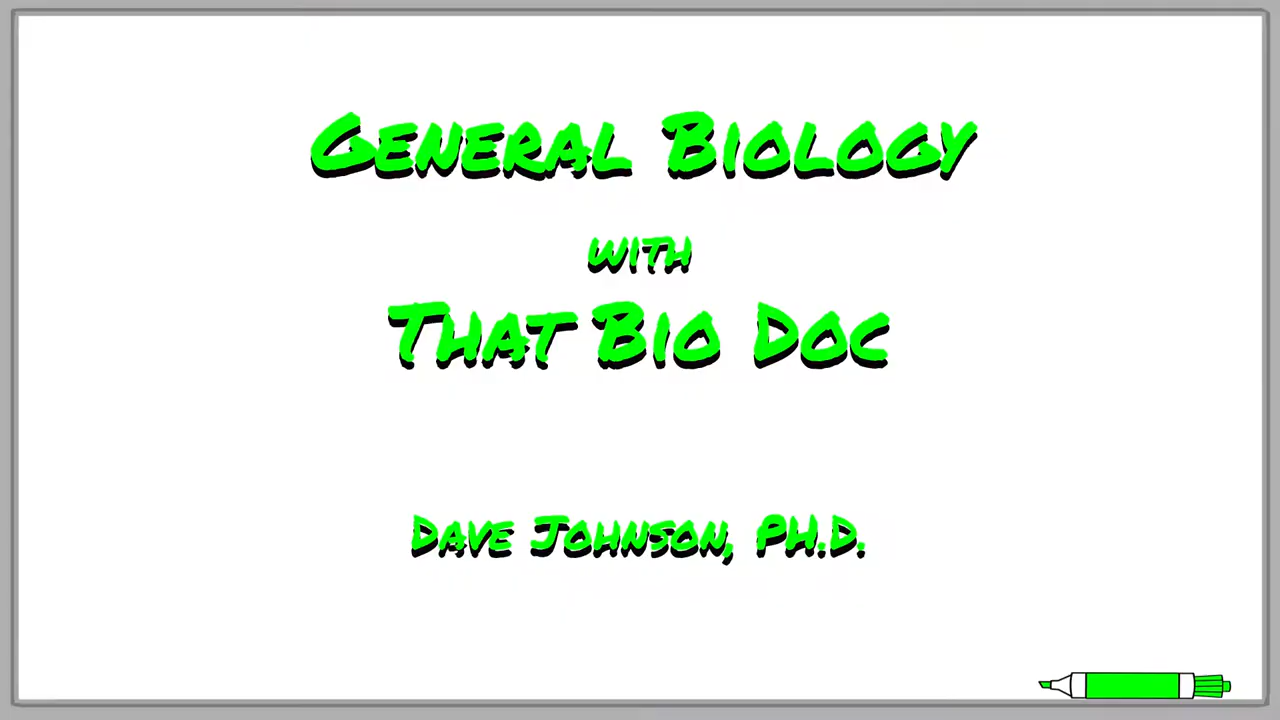 General Biology
with
That Bio Doc
Dave Johnson, PH.D.